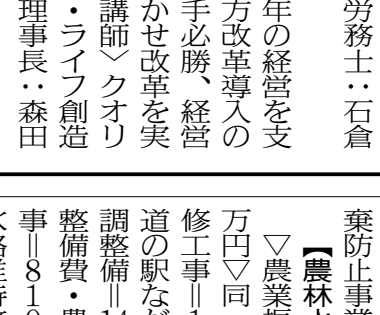 労務士：石倉
年の経営を支
方改革導入の
手必勝、経営
かせ改革を実
講師〉クオリ
・ライフ創造
理事長：森田
棄防止事業
【農林水
▽農業振
万円▽同
修工事＝1
道の駅など
調整備＝14
整備費・農
事＝810